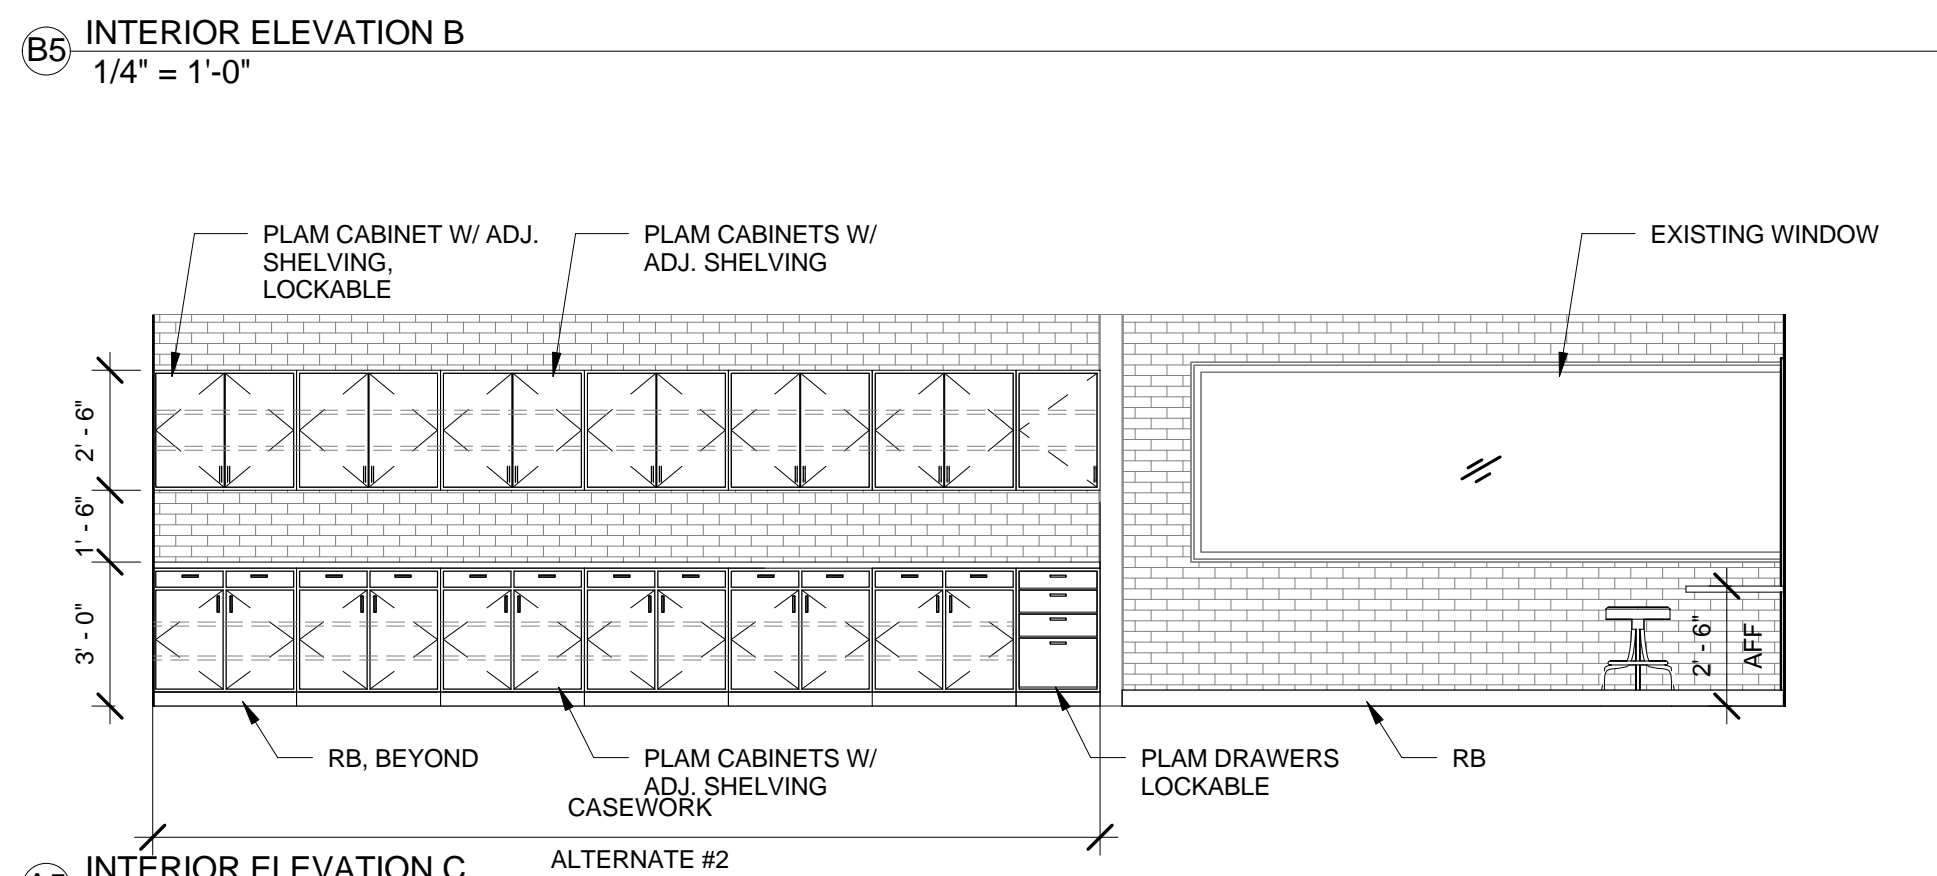 B5
INTERIOR ELEVATION B
1/4" = 1'-0"
PLAM CABINET W/ ADJ.
SHELVING,
LOCKABLE
PLAM CABINETS W/
ADJ. SHELVING
EXISTING WINDOW
2' - 6"
1' - 6"
3' - 0"
2' - 6"
AFF
RB, BEYOND
PLAM CABINETS W/
ADJ. SHELVING
PLAM DRAWERS
LOCKABLE
RB
CASEWORK
ALTERNATE #2
INTERIOR ELEVATION C